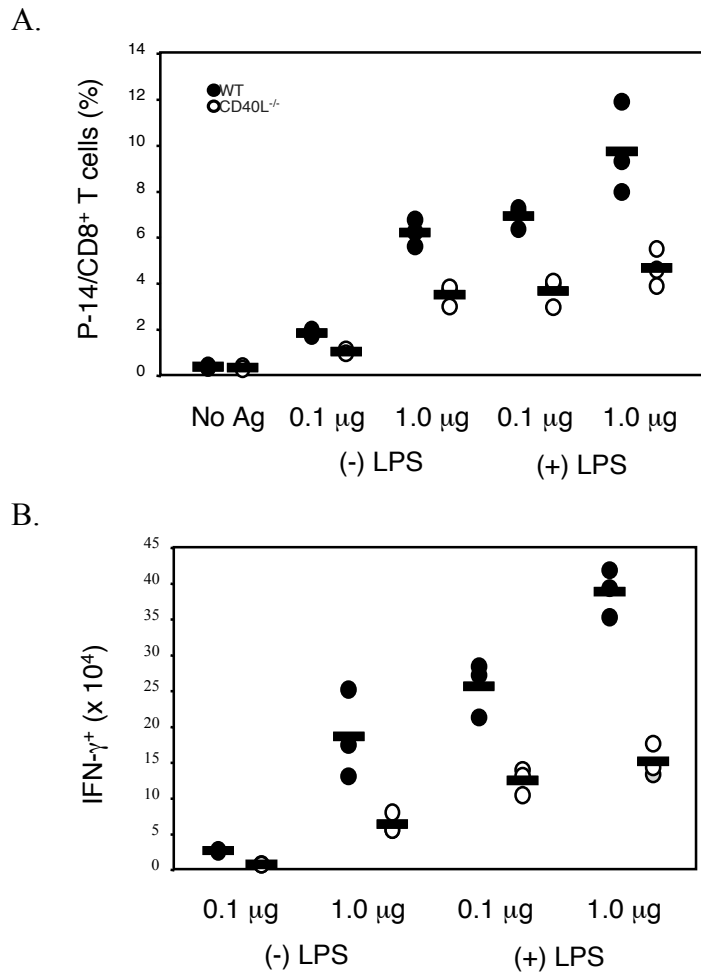 A.
P-14/CD8⁺ T cells (%)
14
12
10
8
6
4
2
0
WT
CD40L⁻/⁻
No Ag 0.1 μg 1.0 μg 0.1 μg 1.0 μg
(-) LPS (+) LPS
B.
IFN-γ⁺ (x 10⁴)
45
40
35
30
25
20
15
10
5
0
0.1 μg 1.0 μg 0.1 μg 1.0 μg
(-) LPS (+) LPS